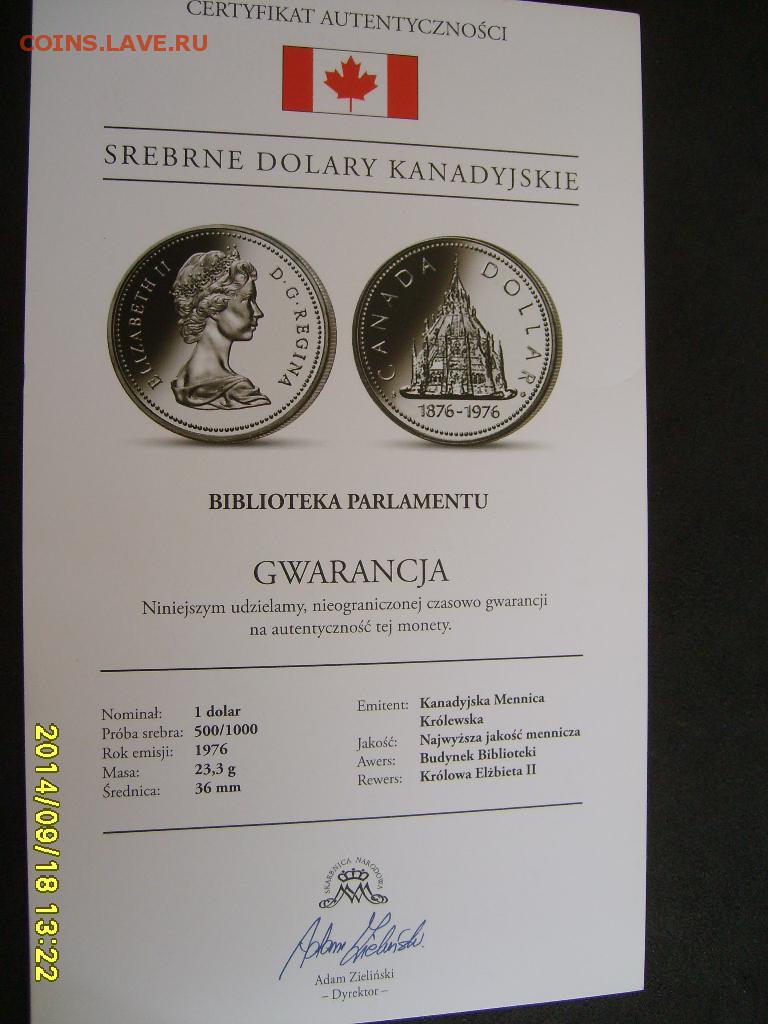 CERTYFIKAT AUTENTYCZNOŚCI
COINS.LAVE.RU
SREBRNE DOLARY KANADYJSKIE
ELIZABETH II D·G·REGINA
CANADA DOLLAR
1876-1976
BIBLIOTEKA PARLAMENTU
GWARANCJA
Niniejszym udzielamy, nieograniczonej czasowo gwarancji
na autentyczność tej monety.
Nominał: 1 dolar
Próba srebra: 500/1000
Rok emisji: 1976
Masa: 23,3 g
Średnica: 36 mm
Emitent: Kanadyjska Mennica
Królewska
Jakość: Najwyższa jakość mennicza
Awers: Budynek Biblioteki
Rewers: Królowa Elżbieta II
SKARBNICA NARODOWA
Adam Zieliński
Adam Zieliński
– Dyrektor –
2014/09/18 13:22